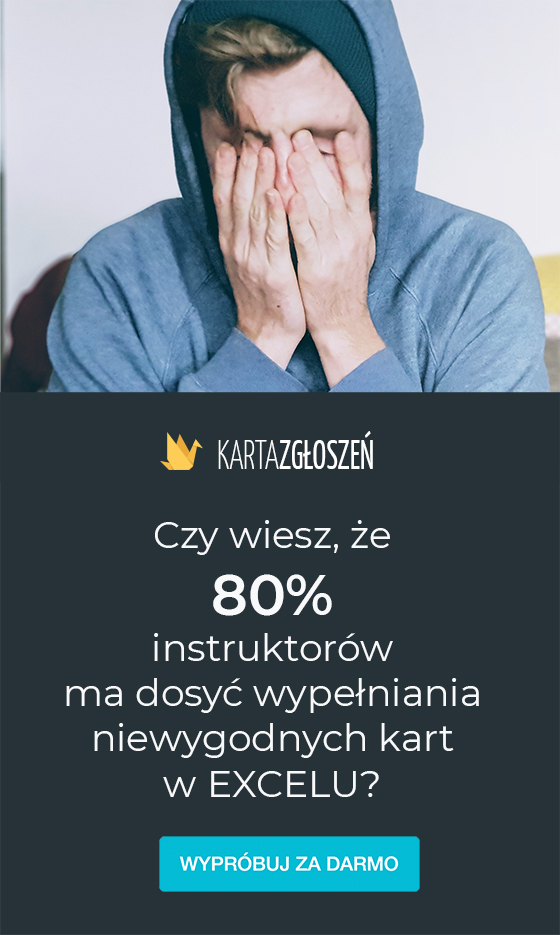 KARTAZGŁOSZEŃ
Czy wiesz, że
80%
instruktorów
ma dosyć wypełniania
niewygodnych kart
w EXCELU?
WYPRÓBUJ ZA DARMO